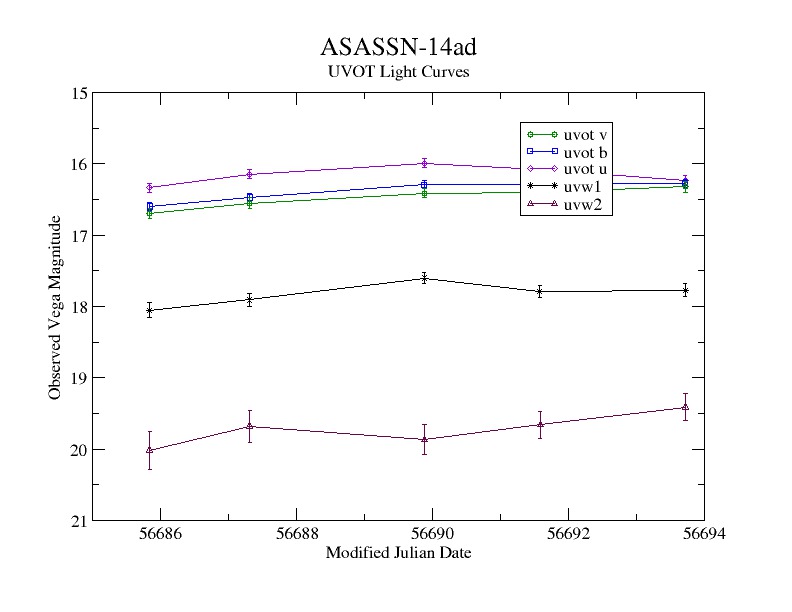 ASASSN-14ad
UVOT Light Curves
15
16
17
18
19
20
21
Observed Vega Magnitude
uvot v
uvot b
uvot u
uvw1
uvw2
56686 56688 56690 56692 56694
Modified Julian Date